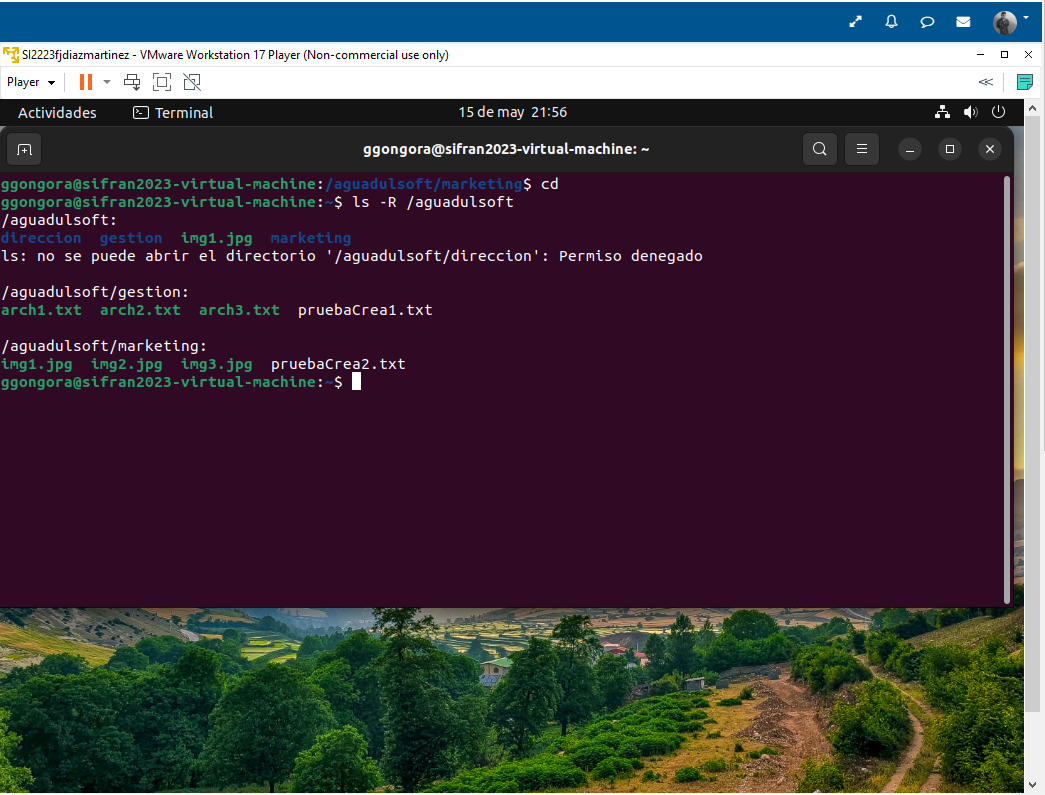 SI2223fjdiazmartinez - VMware Workstation 17 Player (Non-commercial use only)
Player
Actividades Terminal 15 de may 21:56
ggongora@sifran2023-virtual-machine: ~
ggongora@sifran2023-virtual-machine:/aguadulsoft/marketing$ cd
ggongora@sifran2023-virtual-machine:~$ ls -R /aguadulsoft
/aguadulsoft:
direccion gestion img1.jpg marketing
ls: no se puede abrir el directorio '/aguadulsoft/direccion': Permiso denegado
/aguadulsoft/gestion:
arch1.txt arch2.txt arch3.txt pruebaCrea1.txt
/aguadulsoft/marketing:
img1.jpg img2.jpg img3.jpg pruebaCrea2.txt
ggongora@sifran2023-virtual-machine:~$